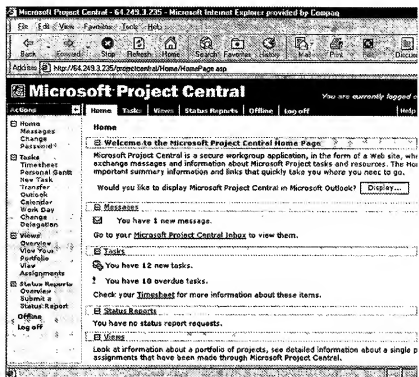 Microsoft Project Central - 64.249.3.235 - Microsoft Internet Explorer provided by Compaq
File Edit View Favorites Tools Help
Back Forward Stop Refresh Home Search Favorites History Mail Print Edit Discuss
Address http://64.249.3.235/projectcentral/Home/HomePage.asp
Microsoft Project Central
You are currently logged o
Actions Home Tasks Views Status Reports Offline Log off Help
Home
Messages
Change
Password
Tasks
Timesheet
Personal Gantt
New Task
Transfer
Outlook
Calendar
Work Day
Change
Delegation
Views
Overview
View Your
Portfolio
View
Assignments
Status Reports
Overview
Submit a
Status Report
Offline
Log off
Home
Welcome to the Microsoft Project Central Home Page
Microsoft Project Central is a secure workgroup application, in the form of a Web site, whe
exchange messages and information about Microsoft Project tasks and resources. The Hom
important summary information and links that quickly take you where you need to go.
Would you like to display Microsoft Project Central in Microsoft Outlook? Display...
Messages
You have 1 new message.
Go to your Microsoft Project Central Inbox to view them.
Tasks
You have 12 new tasks.
! You have 10 overdue tasks.
Check your Timesheet for more information about these items.
Status Reports
You have no status report requests.
Views
Look at information about a portfolio of projects, see detailed information about a single p
assignments that have been made through Microsoft Project Central.